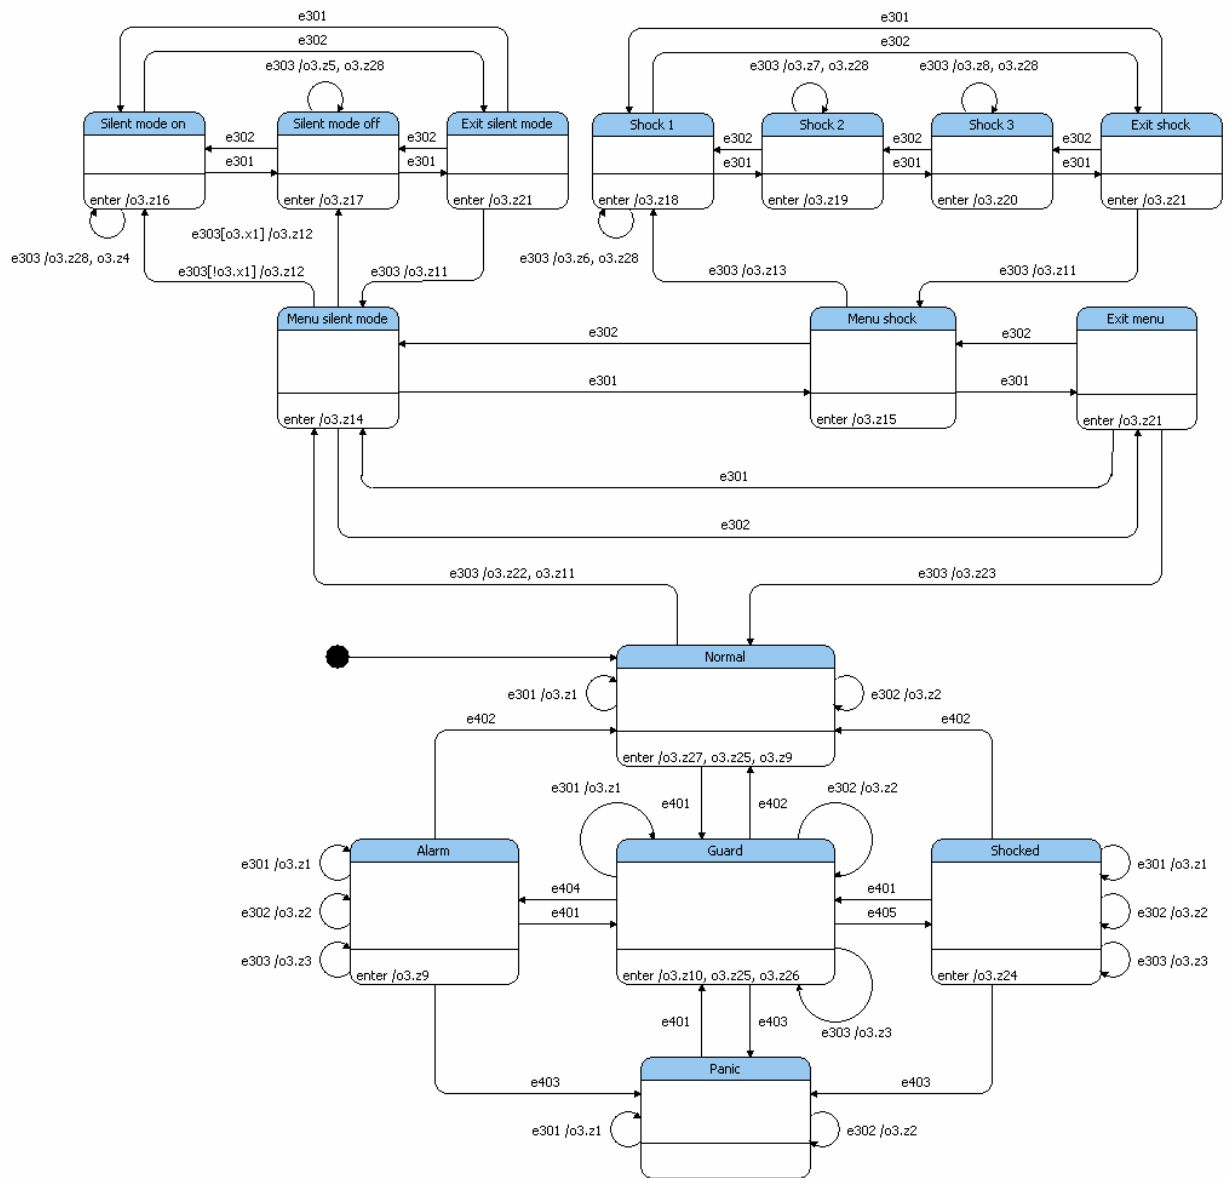 e301
e301
e302
e302
e303 /o3.z5, o3.z28
e303 /o3.z7, o3.z28
e303 /o3.z8, o3.z28
Silent mode on
Silent mode off
Exit silent mode
Shock 1
Shock 2
Shock 3
Exit shock
e302
e302
e302
e302
e302
e301
e301
e301
e301
e301
enter /o3.z16
enter /o3.z17
enter /o3.z21
enter /o3.z18
enter /o3.z19
enter /o3.z20
enter /o3.z21
e303[o3.x1] /o3.z12
e303 /o3.z28, o3.z4
e303 /o3.z6, o3.z28
e303[!o3.x1] /o3.z12
e303 /o3.z11
e303 /o3.z13
e303 /o3.z11
Menu silent mode
Menu shock
Exit menu
e302
e302
e301
e301
enter /o3.z14
enter /o3.z15
enter /o3.z21
e301
e302
e303 /o3.z22, o3.z11
e303 /o3.z23
Normal
e301 /o3.z1
e302 /o3.z2
e402
e402
enter /o3.z27, o3.z25, o3.z9
e301 /o3.z1
e302 /o3.z2
e401
e402
Alarm
Guard
Shocked
e301 /o3.z1
e301 /o3.z1
e404
e401
e302 /o3.z2
e302 /o3.z2
e401
e405
e303 /o3.z3
e303 /o3.z3
enter /o3.z9
enter /o3.z10, o3.z25, o3.z26
enter /o3.z24
e401
e403
e303 /o3.z3
Panic
e403
e403
e301 /o3.z1
e302 /o3.z2